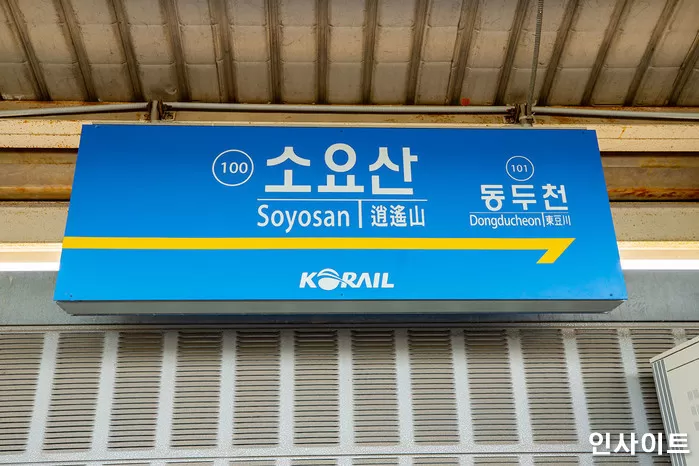 100
소요산
Soyosan 逍遙山
101
동두천
Dongducheon 東豆川
KORAIL
인사이트